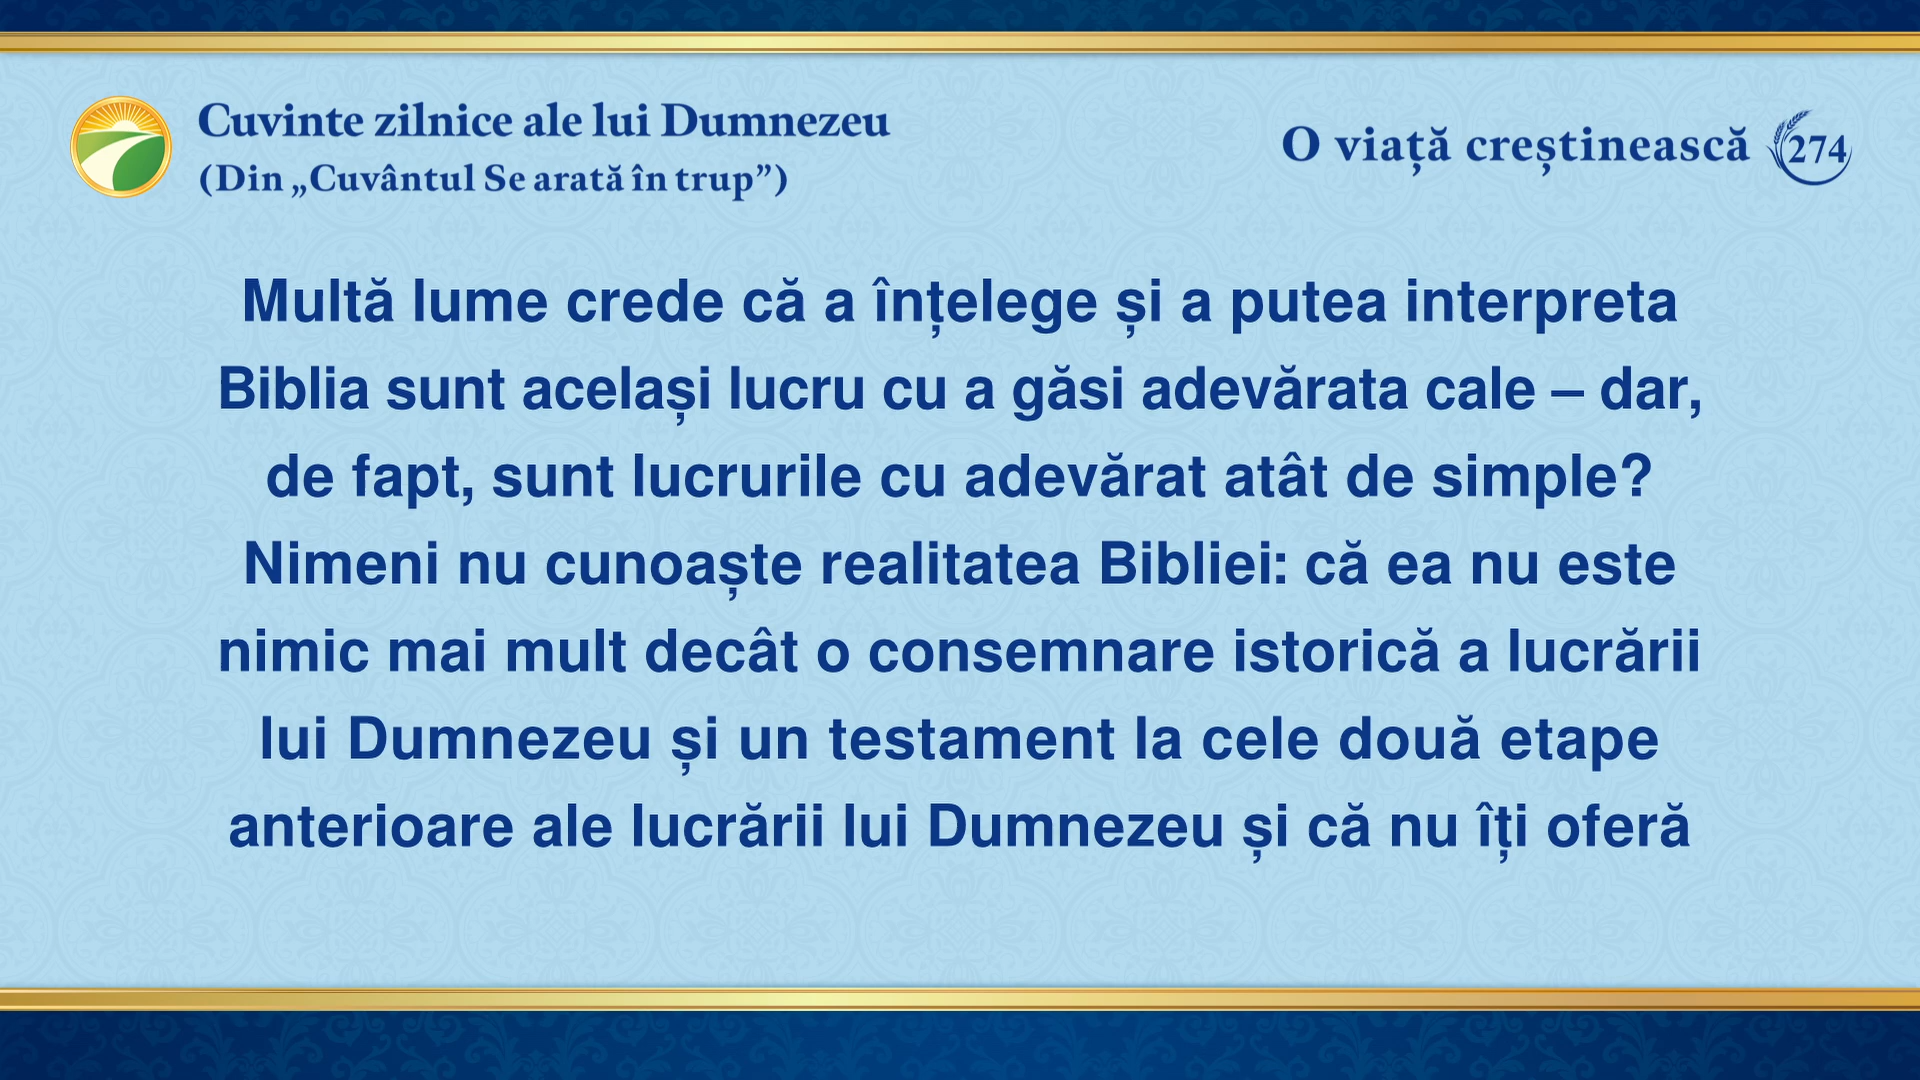 Cuvinte zilnice ale lui Dumnezeu
(Din „Cuvântul Se arată în trup”)
O viață creștinească 274
Multă lume crede că a înțelege și a putea interpreta
Biblia sunt același lucru cu a găsi adevărata cale – dar,
de fapt, sunt lucrurile cu adevărat atât de simple?
Nimeni nu cunoaște realitatea Bibliei: că ea nu este
nimic mai mult decât o consemnare istorică a lucrării
lui Dumnezeu și un testament la cele două etape
anterioare ale lucrării lui Dumnezeu și că nu îți oferă